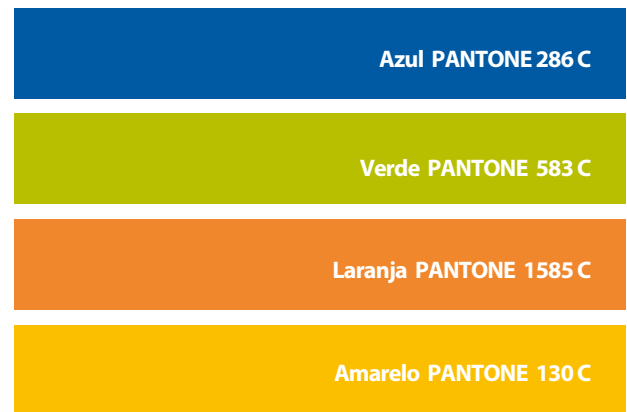 Azul PANTONE 286 C
Verde PANTONE 583 C
Laranja PANTONE 1585 C
Amarelo PANTONE 130 C